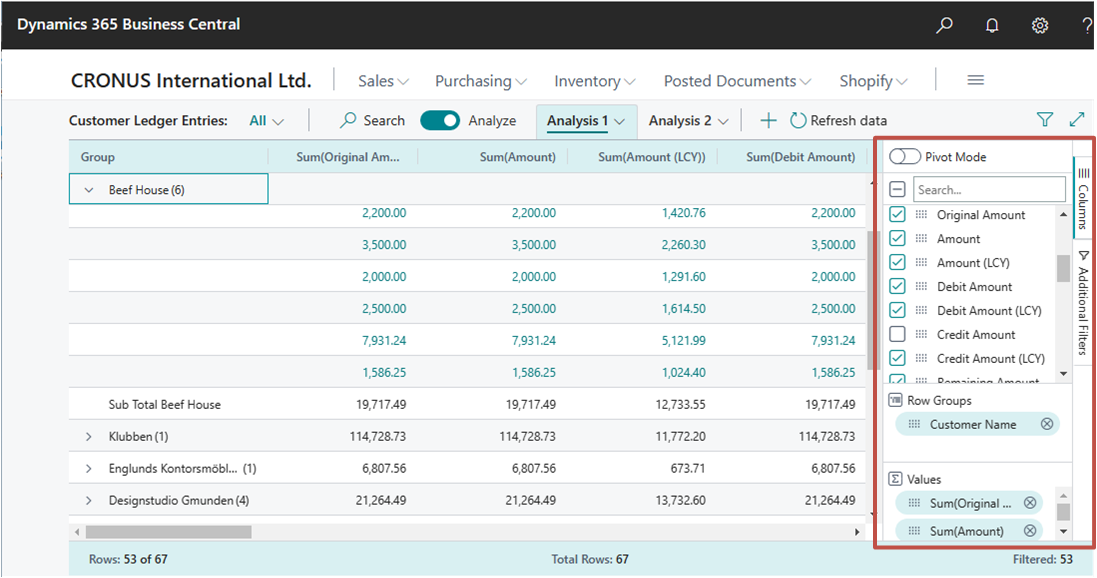 Dynamics 365 Business Central
?
CRONUS International Ltd. Sales Purchasing Inventory Posted Documents Shopify
Customer Ledger Entries: All Search Analyze Analysis 1 Analysis 2 Refresh data
Group Sum(Original Am... Sum(Amount) Sum(Amount (LCY)) Sum(Debit Amount)
Beef House (6)
2,200.00 2,200.00 1,420.76 2,200.00
3,500.00 3,500.00 2,260.30 3,500.00
2,000.00 2,000.00 1,291.60 2,000.00
2,500.00 2,500.00 1,614.50 2,500.00
7,931.24 7,931.24 5,121.99 7,931.24
1,586.25 1,586.25 1,024.40 1,586.25
Sub Total Beef House 19,717.49 19,717.49 12,733.55 19,717.49
Klubben (1) 114,728.73 114,728.73 11,772.20 114,728.73
Englunds Kontorsmöbl... (1) 6,807.56 6,807.56 673.71 6,807.56
Designstudio Gmunden (4) 21,264.49 21,264.49 13,732.60 21,264.49
Rows: 53 of 67 Total Rows: 67 Filtered: 53
Pivot Mode
Search...
Original Amount
Amount
Amount (LCY)
Debit Amount
Debit Amount (LCY)
Credit Amount
Credit Amount (LCY)
Remaining Amount
Row Groups
Customer Name
Values
Sum(Original ...
Sum(Amount)
Columns
Additional Filters